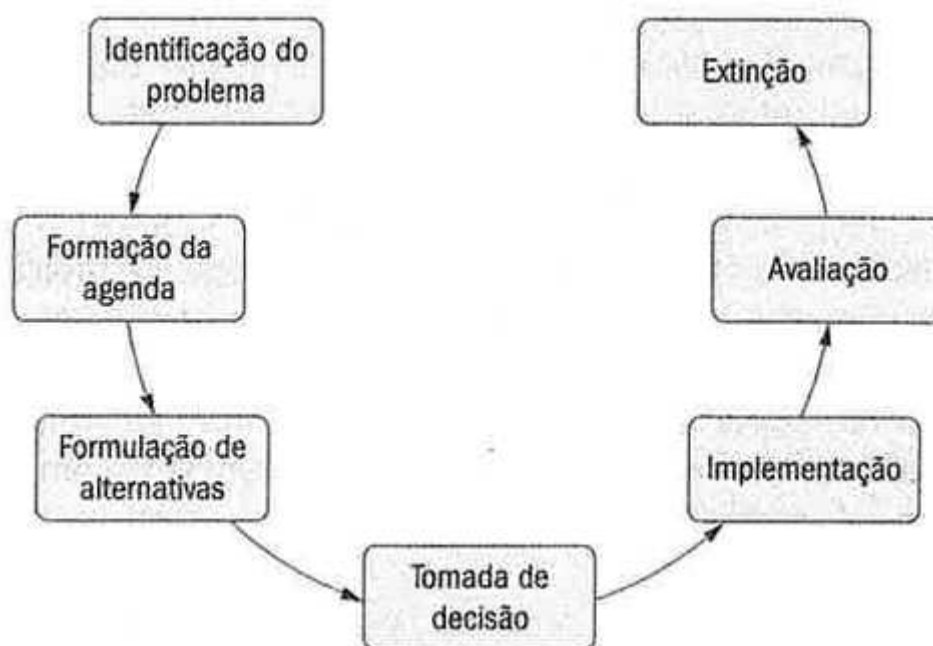 Identificação do
problema
Formação da
agenda
Formulação de
alternativas
Tomada de
decisão
Implementação
Avaliação
Extinção